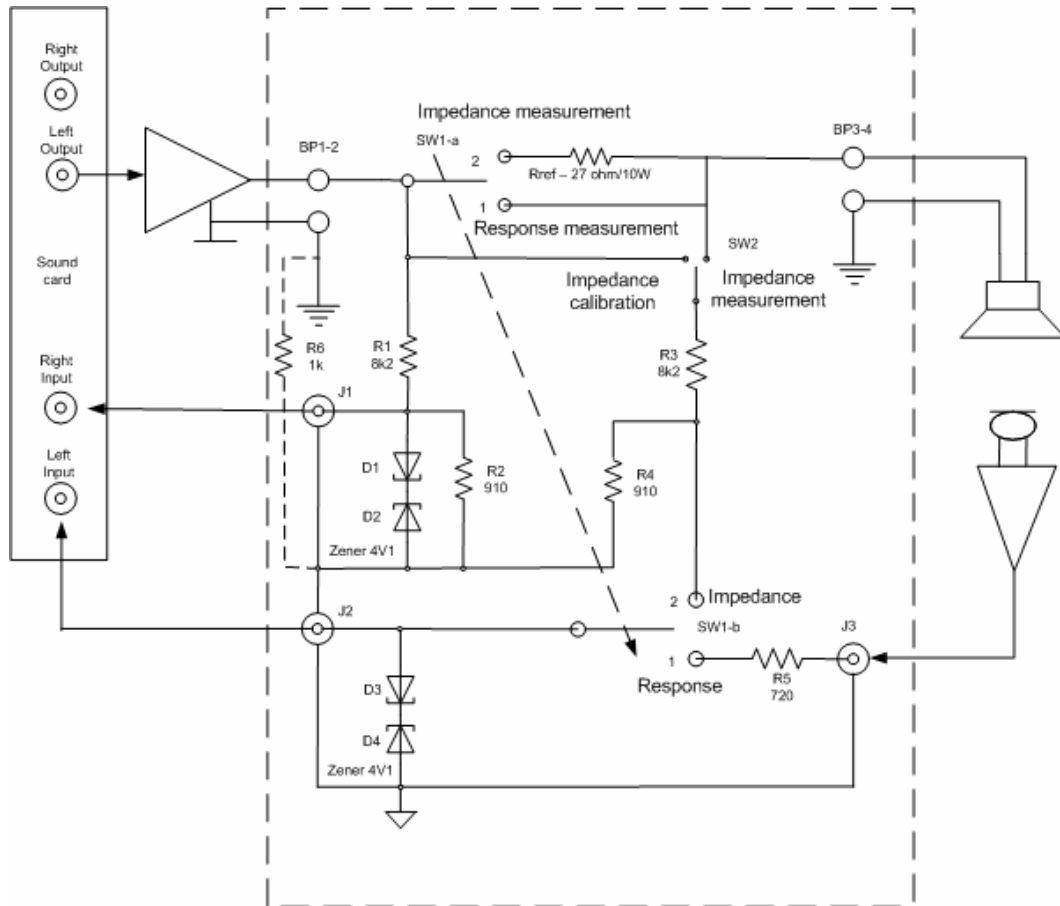 Right
Output
Left
Output
Sound
card
Right
Input
Left
Input
BP1-2
Impedance measurement
SW1-a
2
Rref – 27 ohm/10W
1
Response measurement
BP3-4
SW2
Impedance
calibration
Impedance
measurement
R6
1k
R1
8k2
R3
8k2
J1
D1
D2
R2
910
R4
910
Zener 4V1
J2
2
Impedance
SW1-b
1
Response
R5
720
J3
D3
D4
Zener 4V1